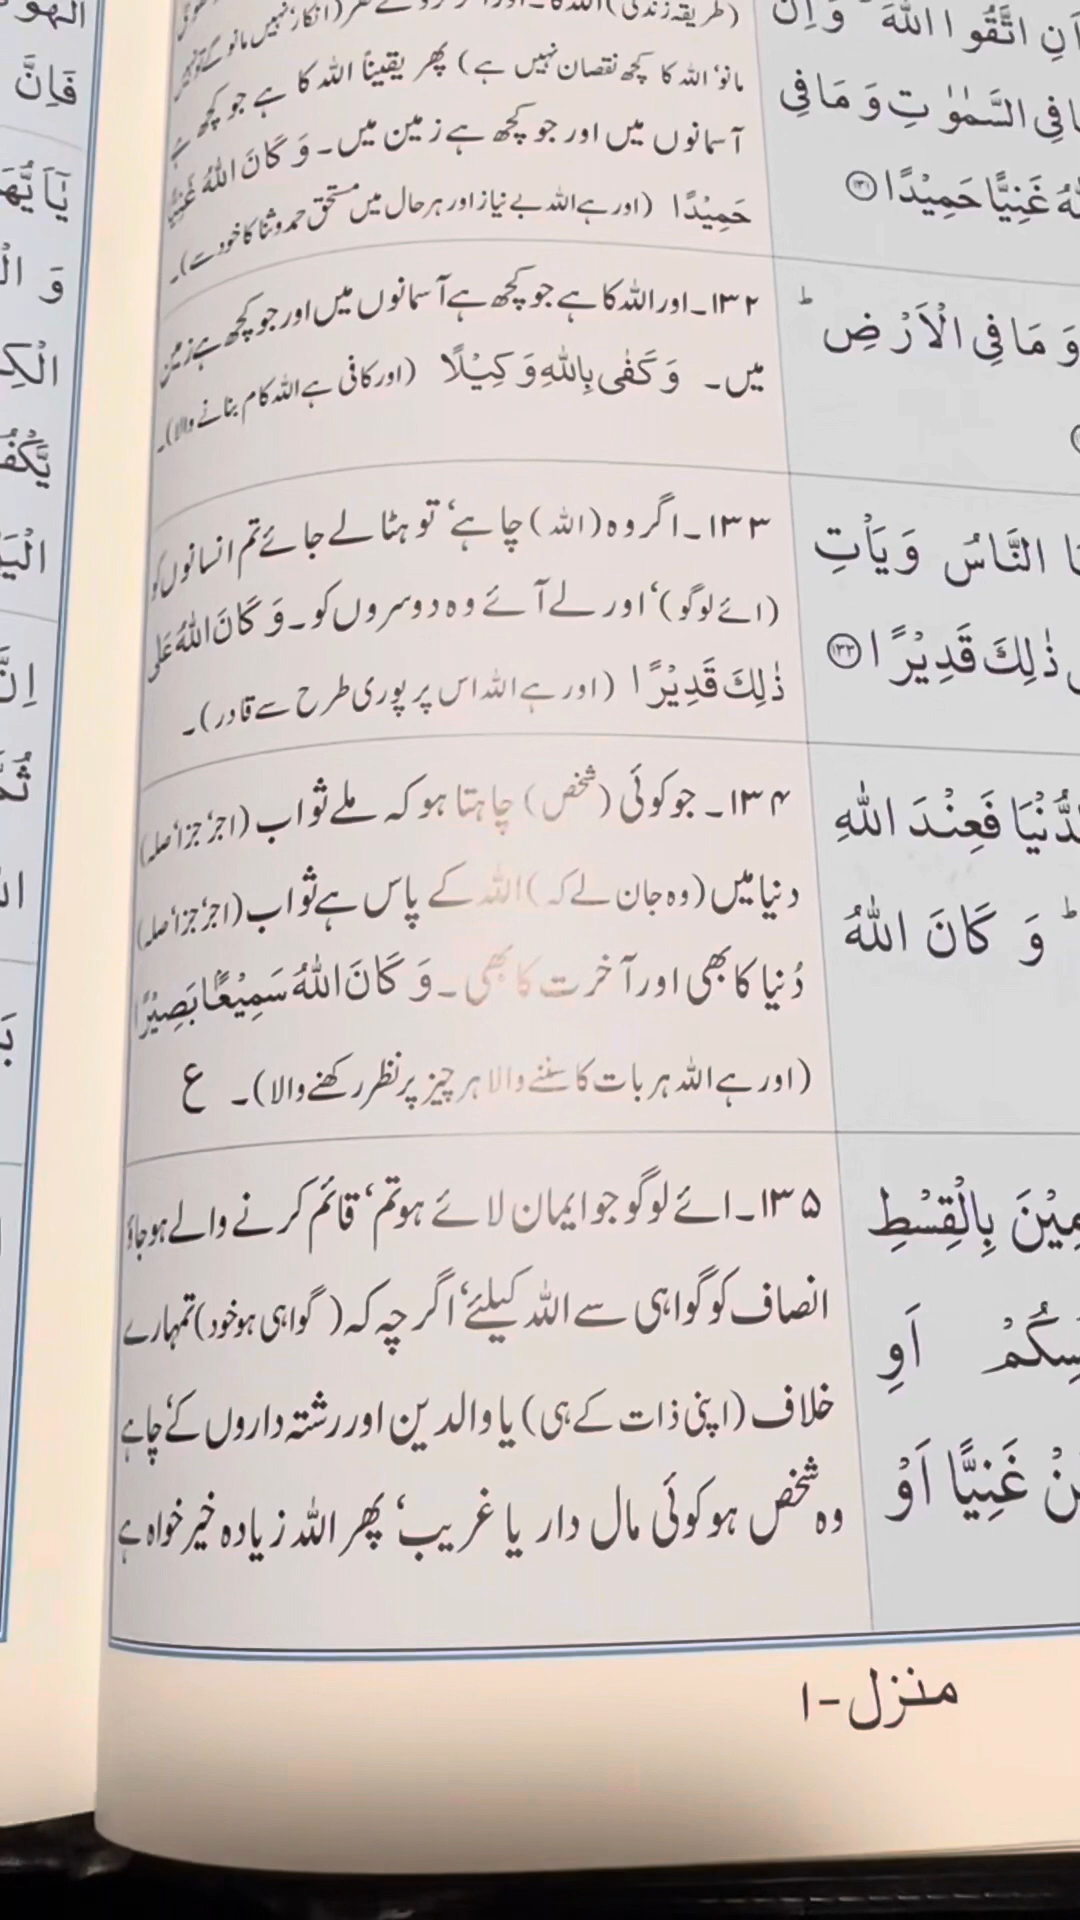 اَنِ اتَّقُوا اللّٰهَ ؕ وَاِنْ
فِی السَّمٰوٰتِ وَ مَا فِی
غَنِیًّا حَمِیْدًا ۱۳۱
وَ مَا فِی الْاَرْضِ ؕ
النَّاسُ وَیَاْتِ
ذٰلِكَ قَدِیْرًا ۱۳۳
فَعِنْدَ اللّٰهِ
ؕ وَ كَانَ اللّٰهُ
بِالْقِسْطِ
اَوِ
غَنِیًّا اَوْ
(طریقہ زندگی)
مانو، اللہ کا کچھ نقصان نہیں ہے) پھر یقیناً اللہ کا ہے جو کچھ ہے
آسمانوں میں اور جو کچھ ہے زمین میں۔ وَ كَانَ اللّٰهُ غَنِیًّا
حَمِیْدًا (اور ہے اللہ بے نیاز اور ہر حال میں مستحق حمد و ثنا کا خود سے)۔
۱۳۲۔ اور اللہ کا ہے جو کچھ ہے آسمانوں میں اور جو کچھ ہے زمین
میں۔ وَ كَفٰی بِاللّٰهِ وَ كِیْلًا (اور کافی ہے اللہ کام بنانے والا)۔
۱۳۳۔ اگر وہ (اللہ) چاہے، تو ہٹا لے جائے تم انسانوں کو
(ائے لوگو)، اور لے آئے وہ دوسروں کو۔ وَ كَانَ اللّٰهُ عَلٰی
ذٰلِكَ قَدِیْرًا (اور ہے اللہ اس پر پوری طرح سے قادر)۔
۱۳۴۔ جو کوئی (شخص) چاہتا ہو کہ ملے ثواب (اجر، جزا، صلہ)
دنیا میں (وہ جان لے کہ) اللہ کے پاس ہے ثواب (اجر، جزا، صلہ)
دُنیا کا بھی اور آخرت کا بھی۔ وَ كَانَ اللّٰهُ سَمِیْعًا بَصِیْرًا
(اور ہے اللہ ہر بات کا سننے والا ہر چیز پر نظر رکھنے والا)۔ ع
۱۳۵۔ ائے لوگو جو ایمان لائے ہو تم، قائم کرنے والے ہو جاؤ
انصاف کو گواہی سے اللہ کیلئے، اگر چہ کہ (گواہی ہو خود) تمہارے
خلاف (اپنی ذات کے ہی) یا والدین اور رشتہ داروں کے، چاہے
وہ شخص ہو کوئی مال دار یا غریب، پھر اللہ زیادہ خیر خواہ ہے
منزل - ۱
فَاِنَّ